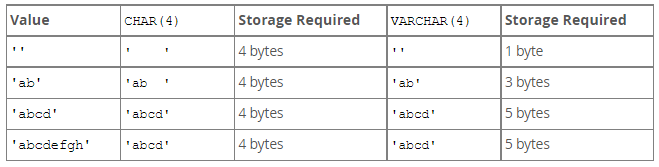 Value CHAR(4) Storage Required VARCHAR(4) Storage Required
'' '    ' 4 bytes '' 1 byte
'ab' 'ab  ' 4 bytes 'ab' 3 bytes
'abcd' 'abcd' 4 bytes 'abcd' 5 bytes
'abcdefgh' 'abcd' 4 bytes 'abcd' 5 bytes